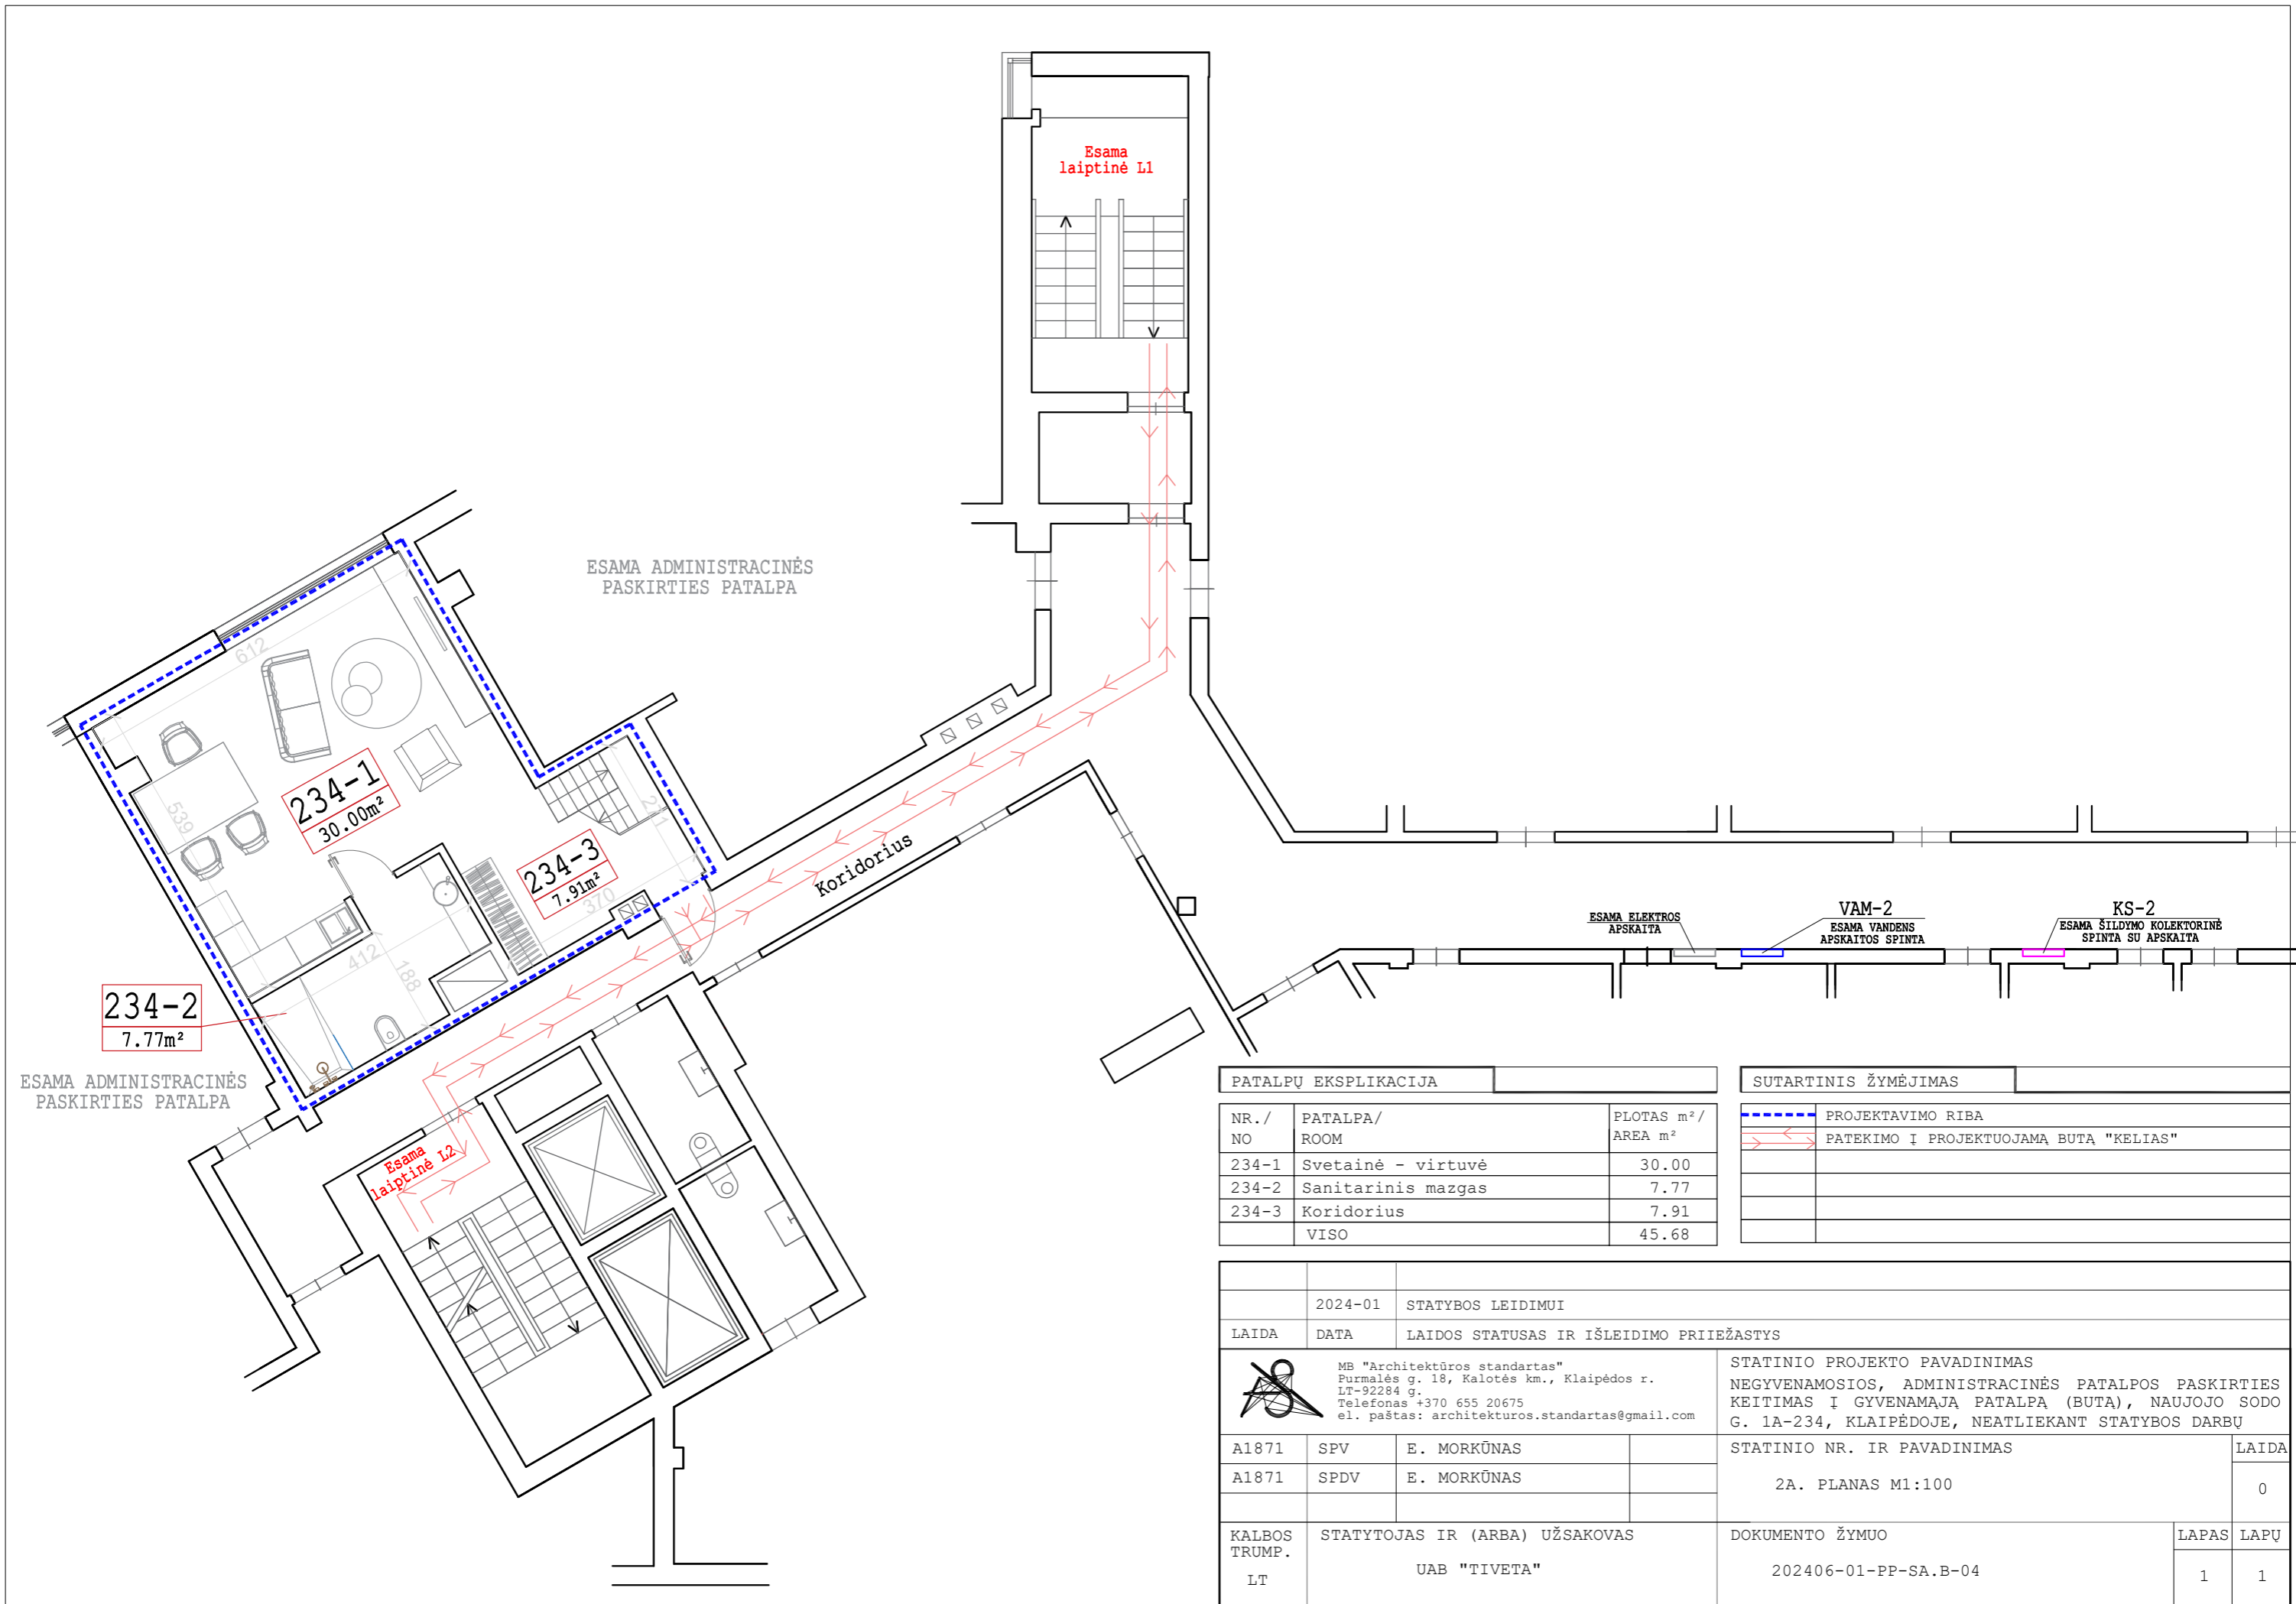 Esama
laiptinė L1
ESAMA ADMINISTRACINĖS
PASKIRTIES PATALPA
612
539
234-1
30.00m²
211
234-3
7.91m²
370
Koridorius
412
188
234-2
7.77m²
ESAMA ADMINISTRACINĖS
PASKIRTIES PATALPA
Esama
laiptinė L2
ESAMA ELEKTROS
APSKAITA
VAM-2
ESAMA VANDENS
APSKAITOS SPINTA
KS-2
ESAMA ŠILDYMO KOLEKTORINĖ
SPINTA SU APSKAITA
PATALPŲ EKSPLIKACIJA
NR./ PATALPA/ PLOTAS m²/
NO ROOM AREA m²
234-1 Svetainė - virtuvė 30.00
234-2 Sanitarinis mazgas 7.77
234-3 Koridorius 7.91
VISO 45.68
SUTARTINIS ŽYMĖJIMAS
PROJEKTAVIMO RIBA
PATEKIMO Į PROJEKTUOJAMĄ BUTĄ "KELIAS"
2024-01 STATYBOS LEIDIMUI
LAIDA DATA LAIDOS STATUSAS IR IŠLEIDIMO PRIIEŽASTYS
MB "Architektūros standartas"
Purmalės g. 18, Kalotės km., Klaipėdos r.
LT-92284 g.
Telefonas +370 655 20675
el. paštas: architekturos.standartas@gmail.com
STATINIO PROJEKTO PAVADINIMAS
NEGYVENAMOSIOS, ADMINISTRACINĖS PATALPOS PASKIRTIES
KEITIMAS Į GYVENAMĄJĄ PATALPĄ (BUTĄ), NAUJOJO SODO
G. 1A-234, KLAIPĖDOJE, NEATLIEKANT STATYBOS DARBŲ
A1871 SPV E. MORKŪNAS
A1871 SPDV E. MORKŪNAS
STATINIO NR. IR PAVADINIMAS LAIDA
2A. PLANAS M1:100 0
KALBOS
TRUMP.
LT
STATYTOJAS IR (ARBA) UŽSAKOVAS
UAB "TIVETA"
DOKUMENTO ŽYMUO LAPAS LAPŲ
202406-01-PP-SA.B-04 1 1